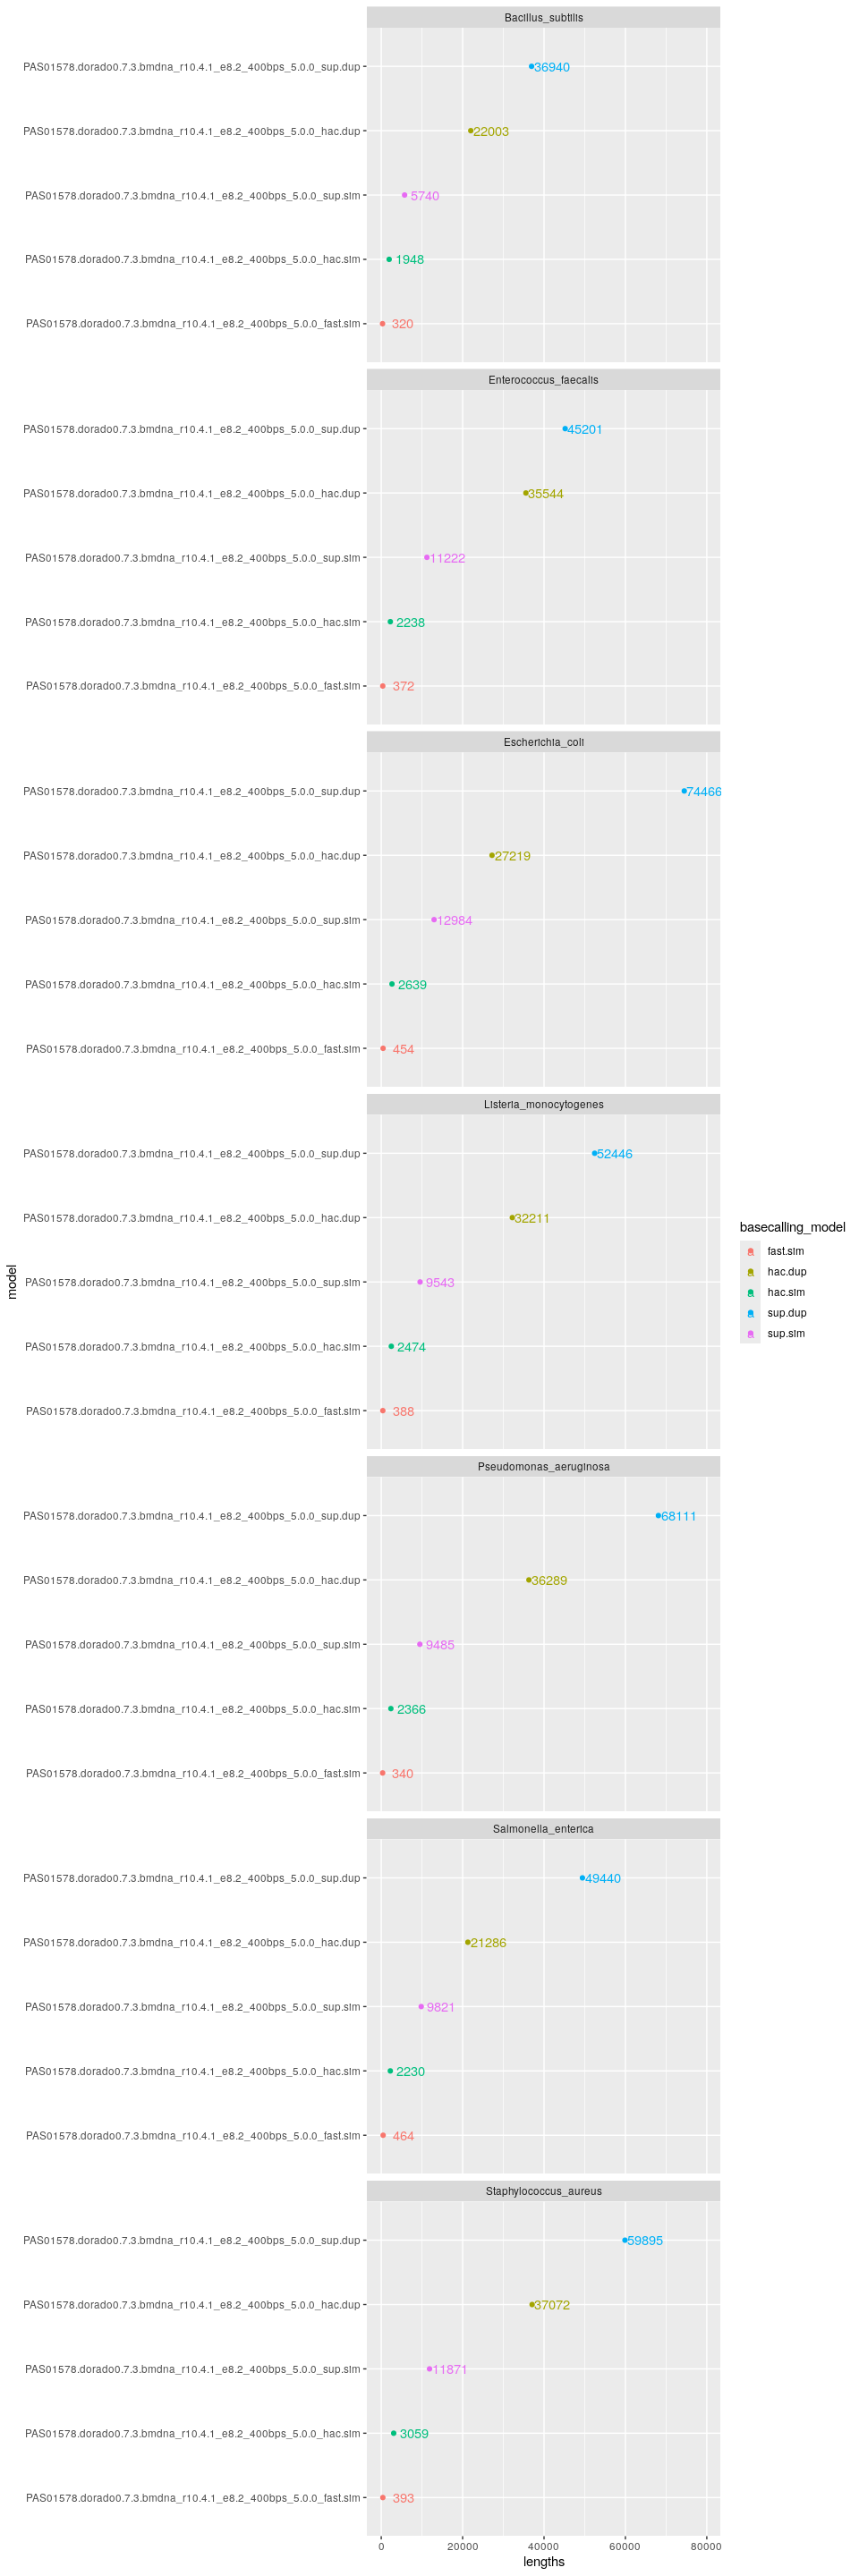 Bacillus_subtilis
PAS01578.dorado0.7.3.bmdna_r10.4.1_e8.2_400bps_5.0.0_sup.dup 36940
PAS01578.dorado0.7.3.bmdna_r10.4.1_e8.2_400bps_5.0.0_hac.dup 22003
PAS01578.dorado0.7.3.bmdna_r10.4.1_e8.2_400bps_5.0.0_sup.sim 5740
PAS01578.dorado0.7.3.bmdna_r10.4.1_e8.2_400bps_5.0.0_hac.sim 1948
PAS01578.dorado0.7.3.bmdna_r10.4.1_e8.2_400bps_5.0.0_fast.sim 320
Enterococcus_faecalis
PAS01578.dorado0.7.3.bmdna_r10.4.1_e8.2_400bps_5.0.0_sup.dup 45201
PAS01578.dorado0.7.3.bmdna_r10.4.1_e8.2_400bps_5.0.0_hac.dup 35544
PAS01578.dorado0.7.3.bmdna_r10.4.1_e8.2_400bps_5.0.0_sup.sim 11222
PAS01578.dorado0.7.3.bmdna_r10.4.1_e8.2_400bps_5.0.0_hac.sim 2238
PAS01578.dorado0.7.3.bmdna_r10.4.1_e8.2_400bps_5.0.0_fast.sim 372
Escherichia_coli
PAS01578.dorado0.7.3.bmdna_r10.4.1_e8.2_400bps_5.0.0_sup.dup 74466
PAS01578.dorado0.7.3.bmdna_r10.4.1_e8.2_400bps_5.0.0_hac.dup 27219
PAS01578.dorado0.7.3.bmdna_r10.4.1_e8.2_400bps_5.0.0_sup.sim 12984
PAS01578.dorado0.7.3.bmdna_r10.4.1_e8.2_400bps_5.0.0_hac.sim 2639
PAS01578.dorado0.7.3.bmdna_r10.4.1_e8.2_400bps_5.0.0_fast.sim 454
Listeria_monocytogenes
PAS01578.dorado0.7.3.bmdna_r10.4.1_e8.2_400bps_5.0.0_sup.dup 52446
PAS01578.dorado0.7.3.bmdna_r10.4.1_e8.2_400bps_5.0.0_hac.dup 32211
PAS01578.dorado0.7.3.bmdna_r10.4.1_e8.2_400bps_5.0.0_sup.sim 9543
PAS01578.dorado0.7.3.bmdna_r10.4.1_e8.2_400bps_5.0.0_hac.sim 2474
PAS01578.dorado0.7.3.bmdna_r10.4.1_e8.2_400bps_5.0.0_fast.sim 388
Pseudomonas_aeruginosa
PAS01578.dorado0.7.3.bmdna_r10.4.1_e8.2_400bps_5.0.0_sup.dup 68111
PAS01578.dorado0.7.3.bmdna_r10.4.1_e8.2_400bps_5.0.0_hac.dup 36289
PAS01578.dorado0.7.3.bmdna_r10.4.1_e8.2_400bps_5.0.0_sup.sim 9485
PAS01578.dorado0.7.3.bmdna_r10.4.1_e8.2_400bps_5.0.0_hac.sim 2366
PAS01578.dorado0.7.3.bmdna_r10.4.1_e8.2_400bps_5.0.0_fast.sim 340
Salmonella_enterica
PAS01578.dorado0.7.3.bmdna_r10.4.1_e8.2_400bps_5.0.0_sup.dup 49440
PAS01578.dorado0.7.3.bmdna_r10.4.1_e8.2_400bps_5.0.0_hac.dup 21286
PAS01578.dorado0.7.3.bmdna_r10.4.1_e8.2_400bps_5.0.0_sup.sim 9821
PAS01578.dorado0.7.3.bmdna_r10.4.1_e8.2_400bps_5.0.0_hac.sim 2230
PAS01578.dorado0.7.3.bmdna_r10.4.1_e8.2_400bps_5.0.0_fast.sim 464
Staphylococcus_aureus
PAS01578.dorado0.7.3.bmdna_r10.4.1_e8.2_400bps_5.0.0_sup.dup 59895
PAS01578.dorado0.7.3.bmdna_r10.4.1_e8.2_400bps_5.0.0_hac.dup 37072
PAS01578.dorado0.7.3.bmdna_r10.4.1_e8.2_400bps_5.0.0_sup.sim 11871
PAS01578.dorado0.7.3.bmdna_r10.4.1_e8.2_400bps_5.0.0_hac.sim 3059
PAS01578.dorado0.7.3.bmdna_r10.4.1_e8.2_400bps_5.0.0_fast.sim 393
0 20000 40000 60000 80000
lengths
model
basecalling_model
a fast.sim
a hac.dup
a hac.sim
a sup.dup
a sup.sim